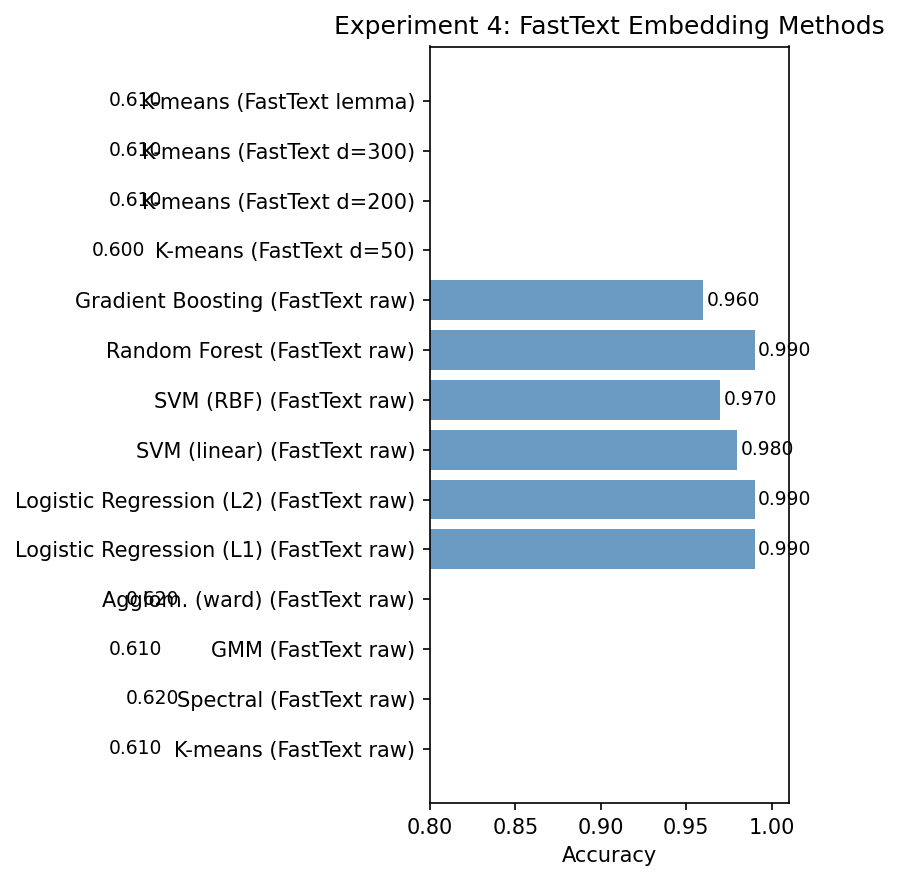 Experiment 4: FastText Embedding Methods
0.610 K-means (FastText lemma)
0.610 K-means (FastText d=300)
0.610 K-means (FastText d=200)
0.600 K-means (FastText d=50)
Gradient Boosting (FastText raw) 0.960
Random Forest (FastText raw) 0.990
SVM (RBF) (FastText raw) 0.970
SVM (linear) (FastText raw) 0.980
Logistic Regression (L2) (FastText raw) 0.990
Logistic Regression (L1) (FastText raw) 0.990
Agglom. (ward) (FastText raw) 0.620
0.610 GMM (FastText raw)
0.620 Spectral (FastText raw)
0.610 K-means (FastText raw)
0.80 0.85 0.90 0.95 1.00
Accuracy